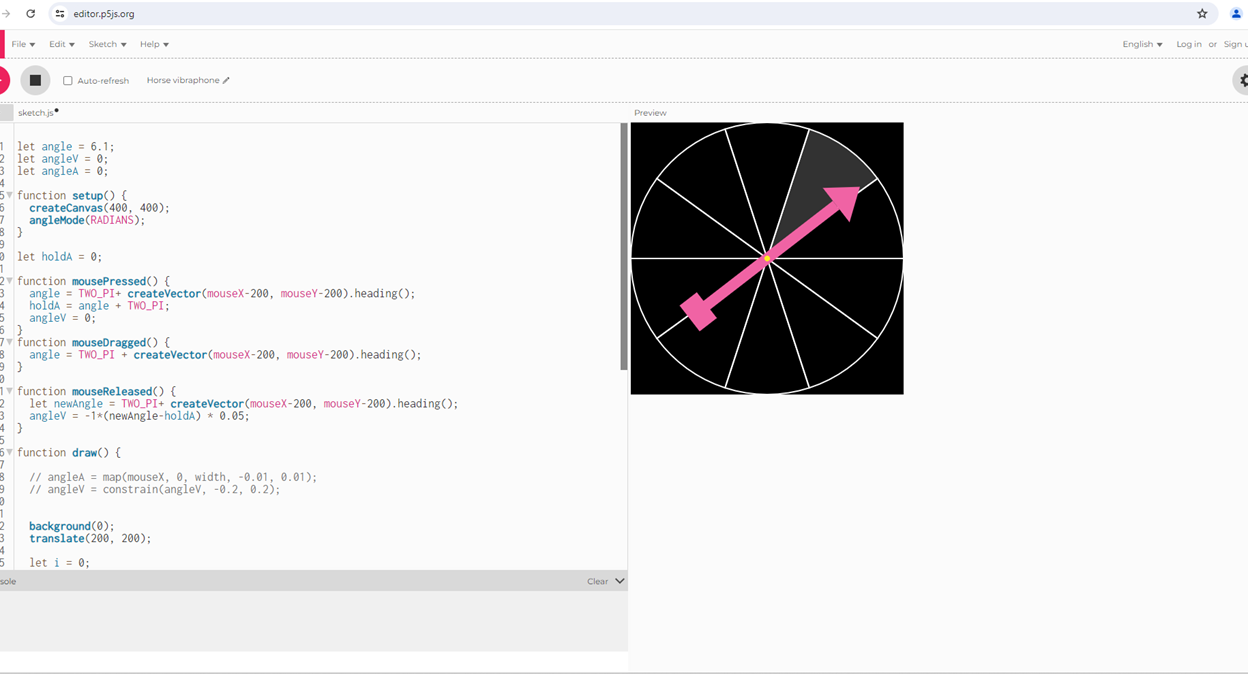 editor.p5js.org
File Edit Sketch Help English Log in or Sign u
Auto-refresh Horse vibraphone
sketch.js Preview
1 let angle = 6.1;
2 let angleV = 0;
3 let angleA = 0;
4
5 function setup() {
6 createCanvas(400, 400);
7 angleMode(RADIANS);
8 }
9
0 let holdA = 0;
1
2 function mousePressed() {
3 angle = TWO_PI+ createVector(mouseX-200, mouseY-200).heading();
4 holdA = angle + TWO_PI;
5 angleV = 0;
6 }
7 function mouseDragged() {
8 angle = TWO_PI + createVector(mouseX-200, mouseY-200).heading();
9 }
0
1 function mouseReleased() {
2 let newAngle = TWO_PI+ createVector(mouseX-200, mouseY-200).heading();
3 angleV = -1*(newAngle-holdA) * 0.05;
4 }
5
6 function draw() {
7
8 // angleA = map(mouseX, 0, width, -0.01, 0.01);
9 // angleV = constrain(angleV, -0.2, 0.2);
0
1
2 background(0);
3 translate(200, 200);
4
5 let i = 0;
sole Clear